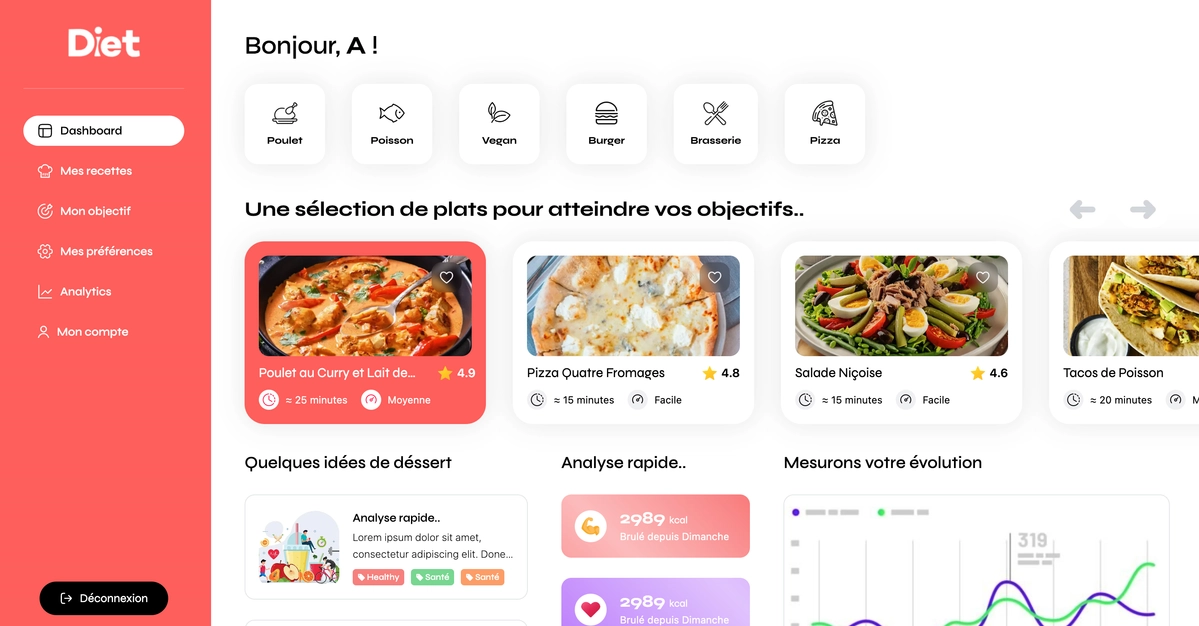 Diet
Dashboard
Mes recettes
Mon objectif
Mes préférences
Analytics
Mon compte
Déconnexion
Bonjour, A !
Poulet
Poisson
Vegan
Burger
Brasserie
Pizza
Une sélection de plats pour atteindre vos objectifs..
Poulet au Curry et Lait de...
4.9
≈ 25 minutes
Moyenne
Pizza Quatre Fromages
4.8
≈ 15 minutes
Facile
Salade Niçoise
4.6
≈ 15 minutes
Facile
Tacos de Poisson
≈ 20 minutes
M
Quelques idées de déssert
Analyse rapide..
Lorem ipsum dolor sit amet,
consectetur adipiscing elit. Done...
Healthy
Santé
Santé
Analyse rapide..
2989 kcal
Brulé depuis Dimanche
2989 kcal
Brulé depuis Dimanche
Mesurons votre évolution
319